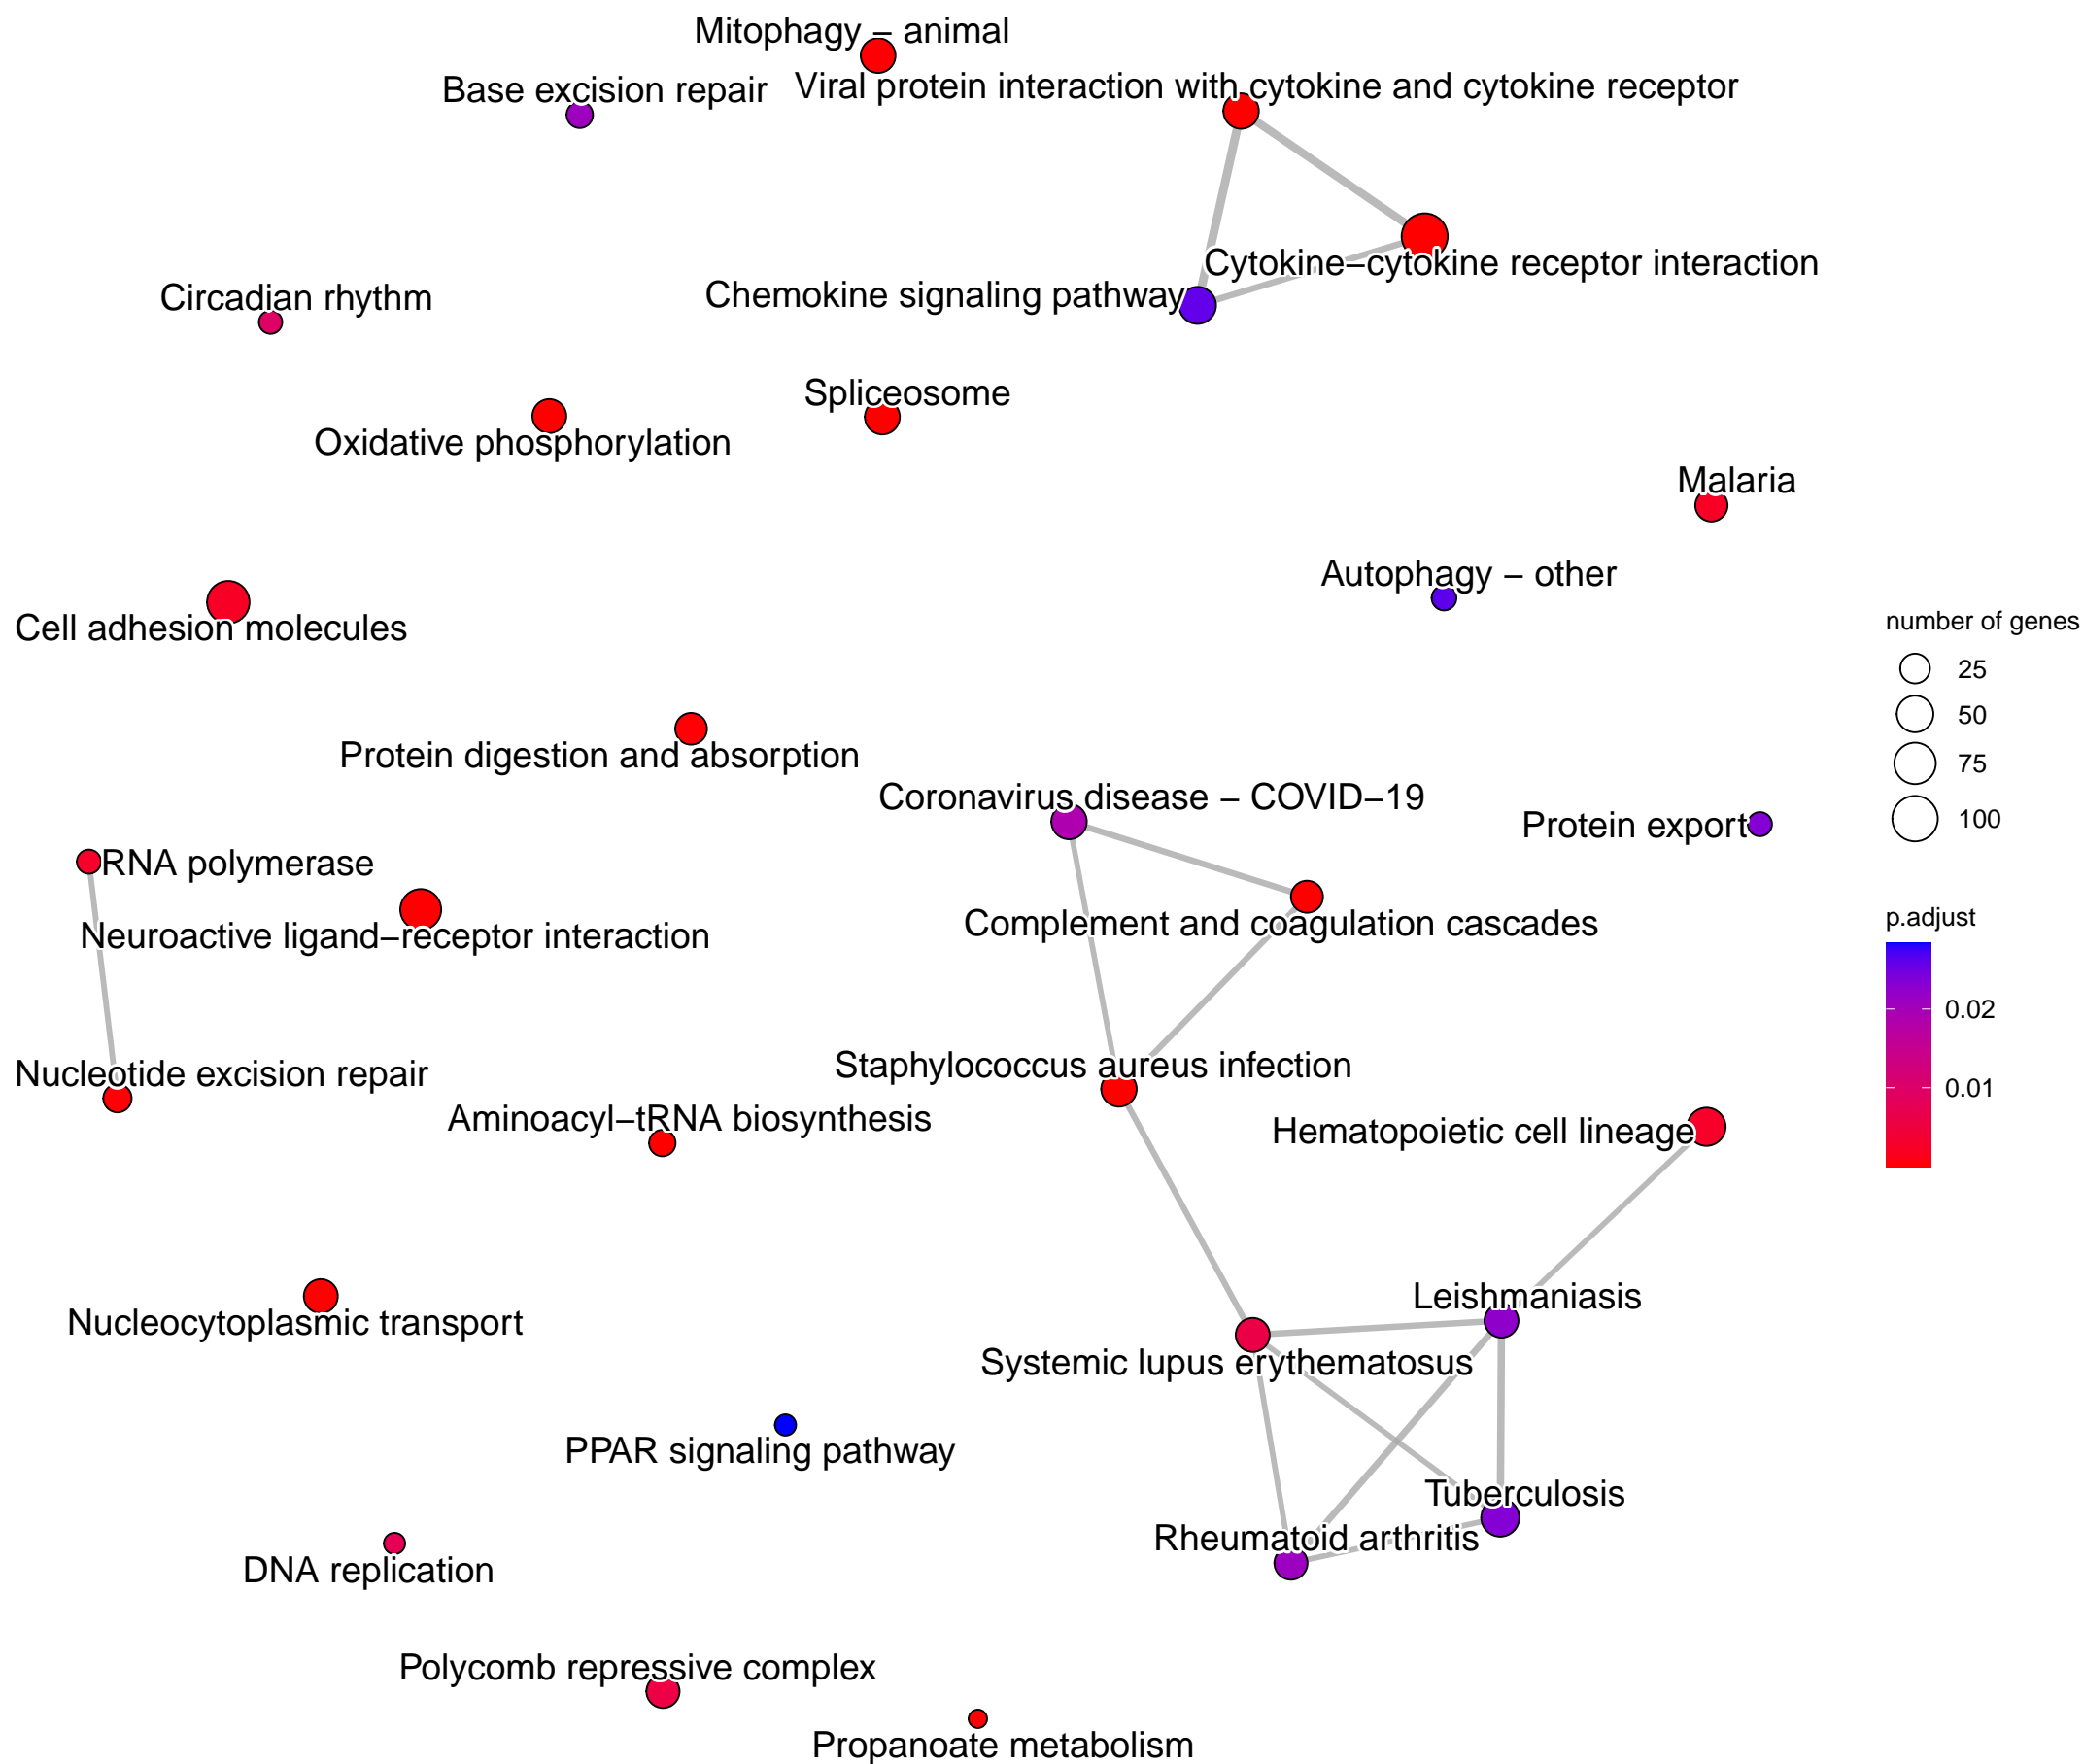 Mitophagy – animal
Base excision repair
Viral protein interaction with cytokine and cytokine receptor
Cytokine–cytokine receptor interaction
Chemokine signaling pathway
Circadian rhythm
Spliceosome
Oxidative phosphorylation
Malaria
Autophagy – other
Cell adhesion molecules
number of genes
25
50
75
100
Protein digestion and absorption
Coronavirus disease – COVID–19
Protein export
RNA polymerase
Neuroactive ligand–receptor interaction
Complement and coagulation cascades
p.adjust
0.02
0.01
Staphylococcus aureus infection
Nucleotide excision repair
Aminoacyl–tRNA biosynthesis
Hematopoietic cell lineage
Leishmaniasis
Nucleocytoplasmic transport
Systemic lupus erythematosus
PPAR signaling pathway
Tuberculosis
Rheumatoid arthritis
DNA replication
Polycomb repressive complex
Propanoate metabolism